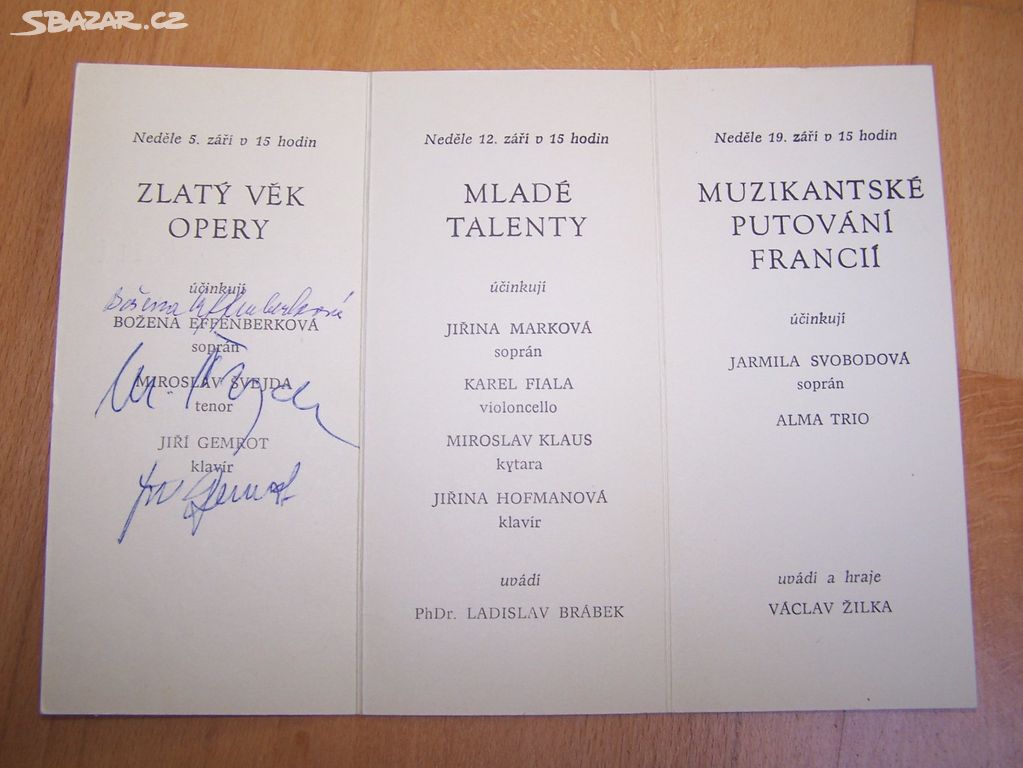 SBAZAR.CZ
Neděle 5. září v 15 hodin
ZLATÝ VĚK
OPERY
účinkují
Božena Effenberková
BOŽENA EFFENBERKOVÁ
soprán
MIROSLAV ŠVEJDA
tenor
JIŘÍ GEMROT
klavír
Neděle 12. září v 15 hodin
MLADÉ
TALENTY
účinkují
JIŘINA MARKOVÁ
soprán
KAREL FIALA
violoncello
MIROSLAV KLAUS
kytara
JIŘINA HOFMANOVÁ
klavír
uvádí
PhDr. LADISLAV BRÁBEK
Neděle 19. září v 15 hodin
MUZIKANTSKÉ
PUTOVÁNÍ
FRANCIÍ
účinkují
JARMILA SVOBODOVÁ
soprán
ALMA TRIO
uvádí a hraje
VÁCLAV ŽILKA